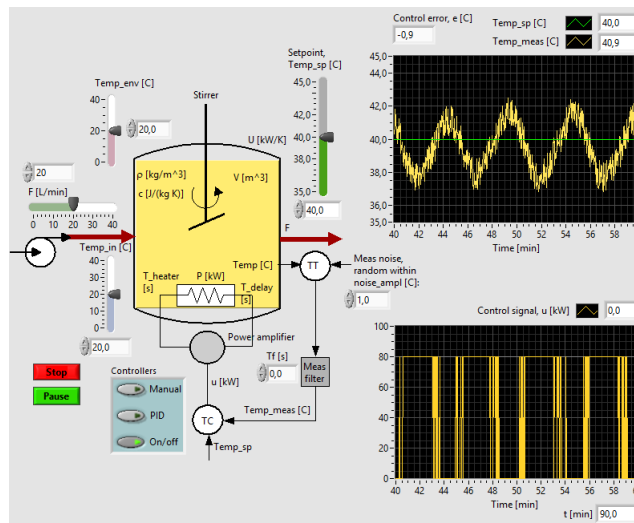 Control error, e [C]
-0,9
Temp_sp [C]
40,0
Temp_meas [C]
40,9
Setpoint,
Temp_sp [C]
45,0
42,0
40,0
38,0
35,0
40,0
Temp_env [C]
40
20
0
20,0
Stirrer
U [kW/K]
ρ [kg/m^3]
V [m^3]
c [J/(kg K)]
20
F [L/min]
0 10 20 30 40
Temp_in [C]
40
20
0
20,0
F
Temp [C]
TT
Meas noise,
random within
noise_ampl [C]:
1,0
T_heater
[s]
P [kW]
T_delay
[s]
Power amplifier
Tf [s]
0,0
Meas
filter
u [kW]
Temp_meas [C]
TC
Temp_sp
Stop
Pause
Controllers
Manual
PID
On/off
45,0
44,0
42,0
40,0
38,0
36,0
35,0
40 42 44 46 48 50 52 54 56 58
Time [min]
Control signal, u [kW]
0,0
100
80
60
40
20
0
40 42 44 46 48 50 52 54 56 58
Time [min]
t [min] 90,0